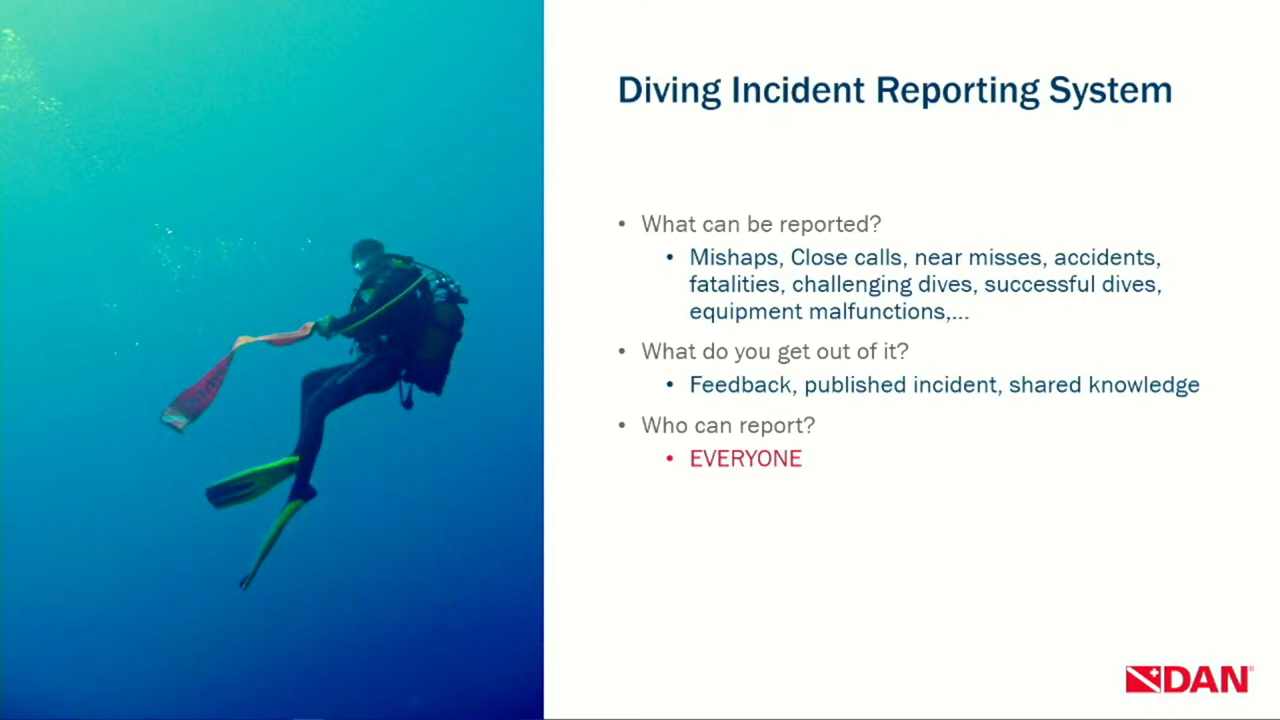 Diving Incident Reporting System
• What can be reported?
• Mishaps, Close calls, near misses, accidents,
fatalities, challenging dives, successful dives,
equipment malfunctions,...
• What do you get out of it?
• Feedback, published incident, shared knowledge
• Who can report?
• EVERYONE
DAN